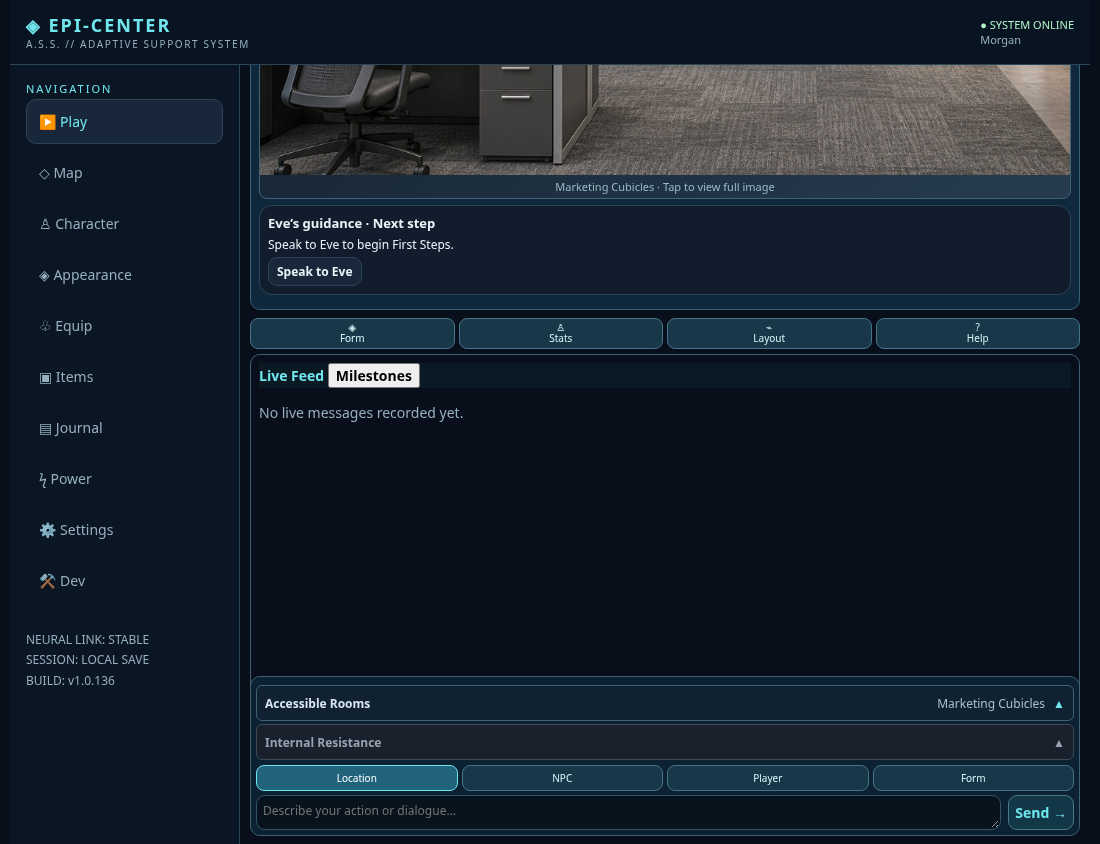 ◈ EPI-CENTER
A.S.S. // ADAPTIVE SUPPORT SYSTEM
● SYSTEM ONLINE
Morgan
NAVIGATION
▶️ Play
◇ Map
♙ Character
◈ Appearance
♧ Equip
▣ Items
▤ Journal
ϟ Power
⚙️ Settings
⚒️ Dev
NEURAL LINK: STABLE
SESSION: LOCAL SAVE
BUILD: v1.0.136
Marketing Cubicles · Tap to view full image
Eve’s guidance · Next step
Speak to Eve to begin First Steps.
Speak to Eve
◈
Form
♙
Stats
⌁
Layout
?
Help
Live Feed Milestones
No live messages recorded yet.
Accessible Rooms Marketing Cubicles ▲
Internal Resistance ▲
Location NPC Player Form
Describe your action or dialogue...
Send →